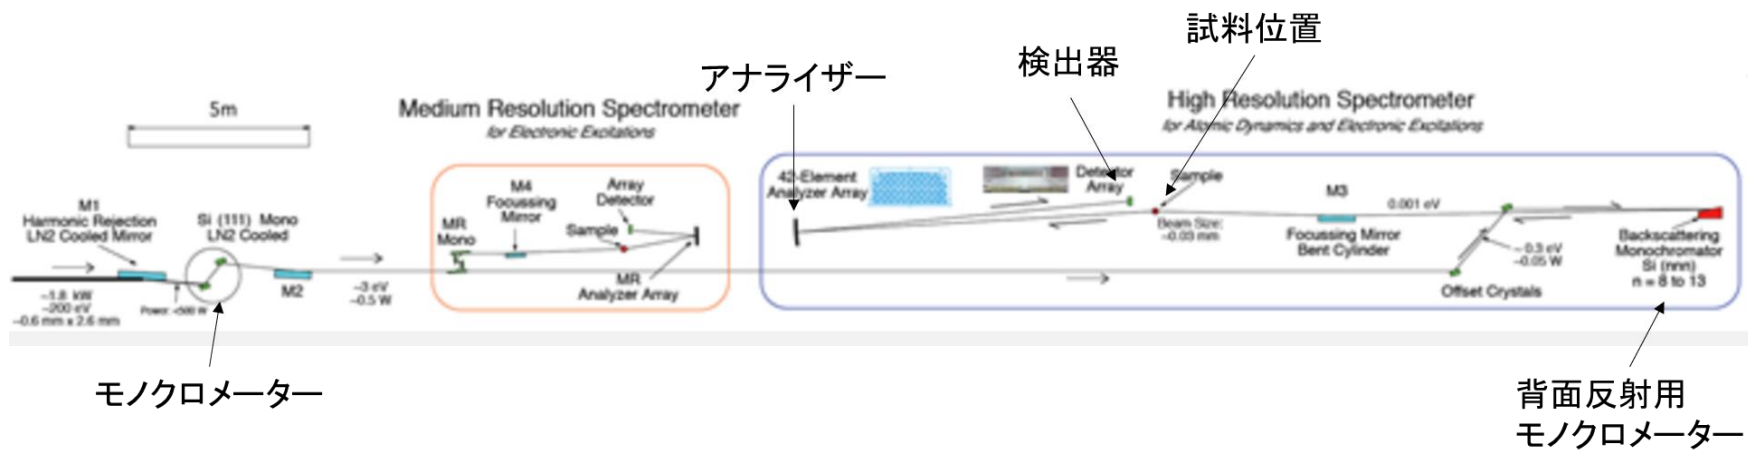 試料位置
検出器
アナライザー
5m
Medium Resolution Spectrometer
for Electronic Excitations
High Resolution Spectrometer
for Atomic Dynamics and Electronic Excitations
M1
Harmonic Rejection
LN2 Cooled Mirror
Si (111) Mono
LN2 Cooled
M2
~1.8 kW
~200 eV
~0.6 mm x 2.6 mm
Power: <500 W
~3 eV
~0.5 W
MR
Mono
M4
Focussing
Mirror
Array
Detector
Sample
MR
Analyzer Array
42-Element
Analyzer Array
Detector
Array
Sample
Beam Size:
~0.03 mm
M3
Focussing Mirror
Bent Cylinder
0.001 eV
~0.3 eV
~0.05 W
Offset Crystals
Backscattering
Monochromator
Si (nnn)
n = 8 to 13
モノクロメーター
背面反射用
モノクロメーター